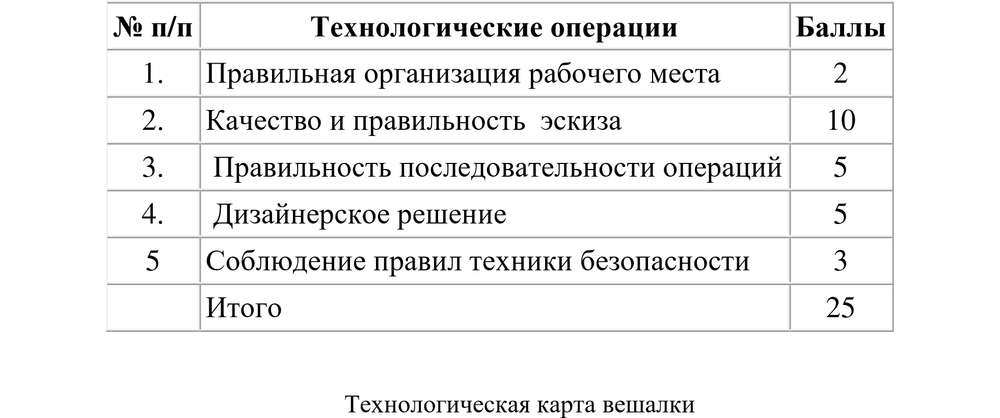 № п/п Технологические операции Баллы
1. Правильная организация рабочего места 2
2. Качество и правильность эскиза 10
3. Правильность последовательности операций 5
4. Дизайнерское решение 5
5 Соблюдение правил техники безопасности 3
Итого 25
Технологическая карта вешалки